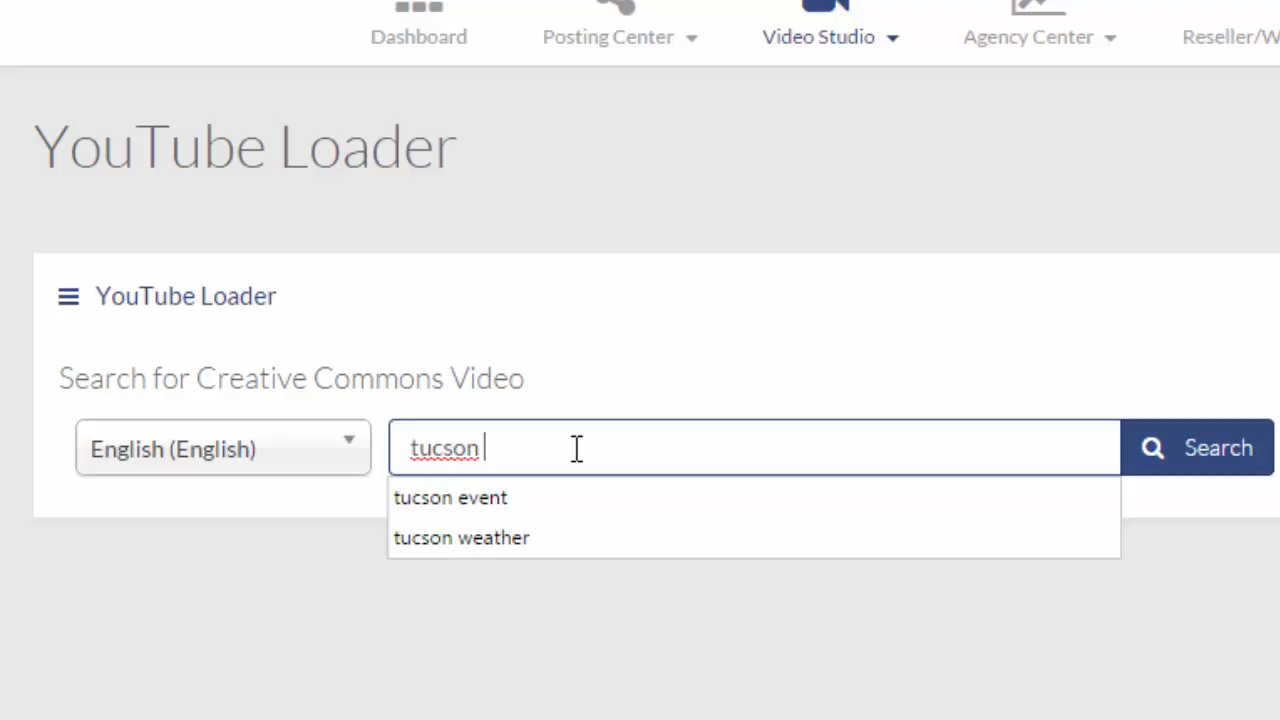 Dashboard Posting Center Video Studio Agency Center Reseller/W
YouTube Loader
YouTube Loader
Search for Creative Commons Video
English (English) tucson Search
tucson event
tucson weather